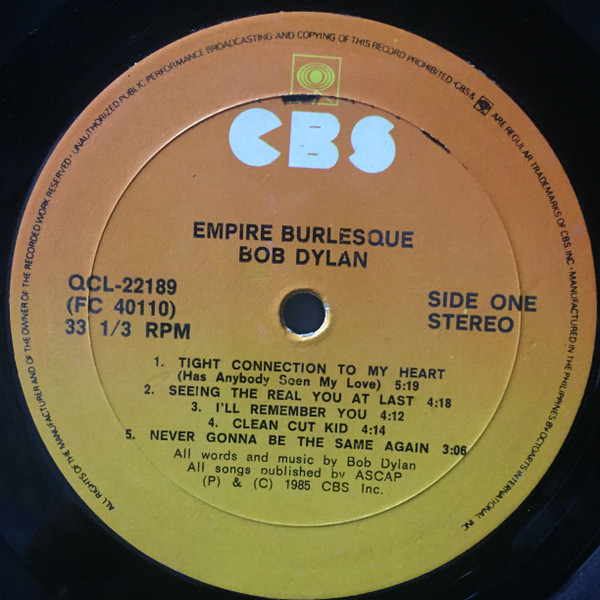 ALL RIGHTS OF THE MANUFACTURER AND OF THE OWNER OF THE RECORDED WORK RESERVED · UNAUTHORIZED PUBLIC PERFORMANCE BROADCASTING AND COPYING OF THIS RECORD PROHIBITED · CBS & ARE REGULAR TRADEMARKS OF CBS, INC. · MANUFACTURED IN THE PHILIPPINES BY OCTOARTS INTERNATIONAL INC
CBS
EMPIRE BURLESQUE
BOB DYLAN
QCL-22189
(FC 40110)
33 1/3 RPM
SIDE ONE
STEREO
1. TIGHT CONNECTION TO MY HEART
(Has Anybody Seen My Love) 5:19
2. SEEING THE REAL YOU AT LAST 4:18
3. I'LL REMEMBER YOU 4:12
4. CLEAN CUT KID 4:14
5. NEVER GONNA BE THE SAME AGAIN 3:06
All words and music by Bob Dylan
All songs published by ASCAP
(P) & (C) 1985 CBS Inc.